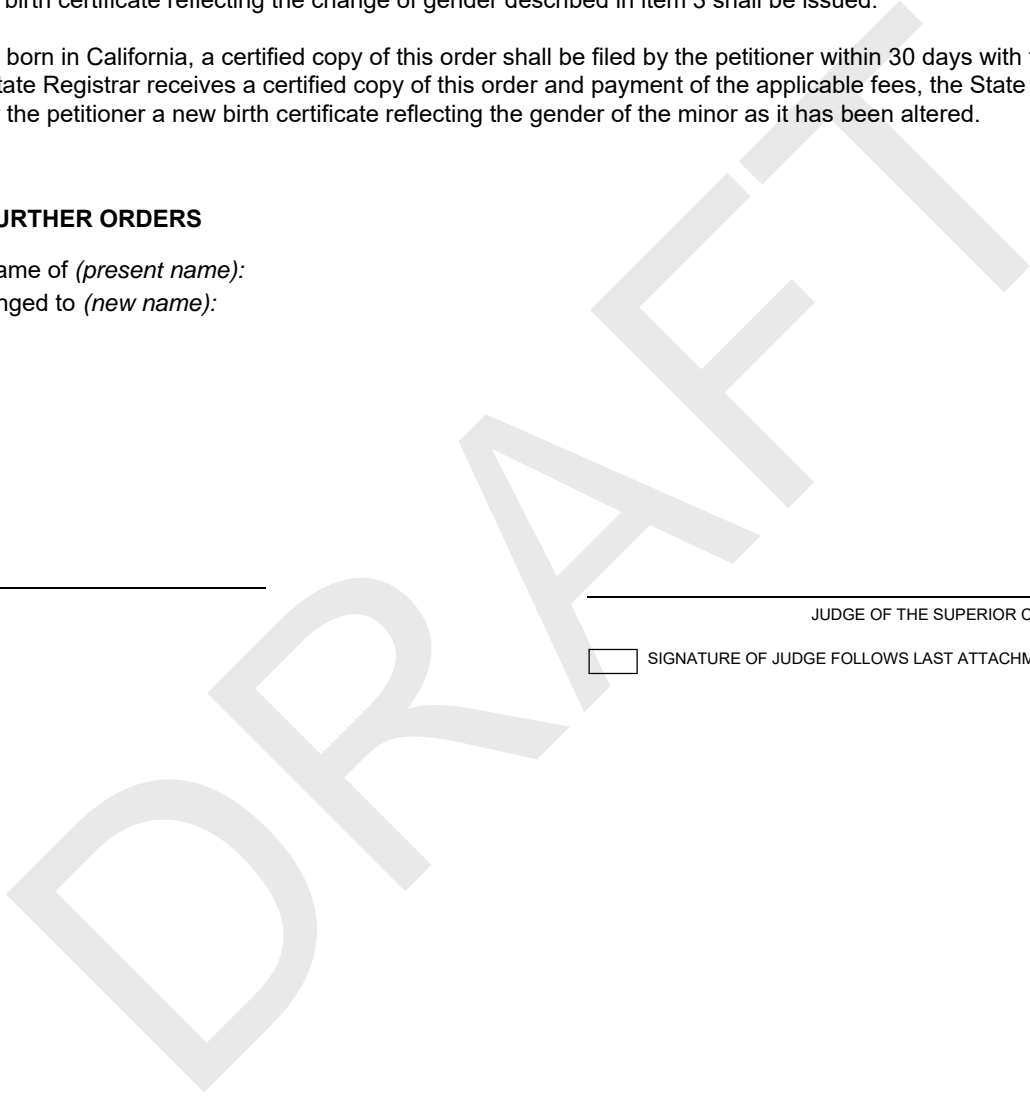 birth certificate reflecting the change of gender described in item 3 shall be issued.
born in California, a certified copy of this order shall be filed by the petitioner within 30 days with
tate Registrar receives a certified copy of this order and payment of the applicable fees, the State
the petitioner a new birth certificate reflecting the gender of the minor as it has been altered.
URTHER ORDERS
ame of (present name):
nged to (new name):
JUDGE OF THE SUPERIOR
SIGNATURE OF JUDGE FOLLOWS LAST ATTACHM
DRAFT